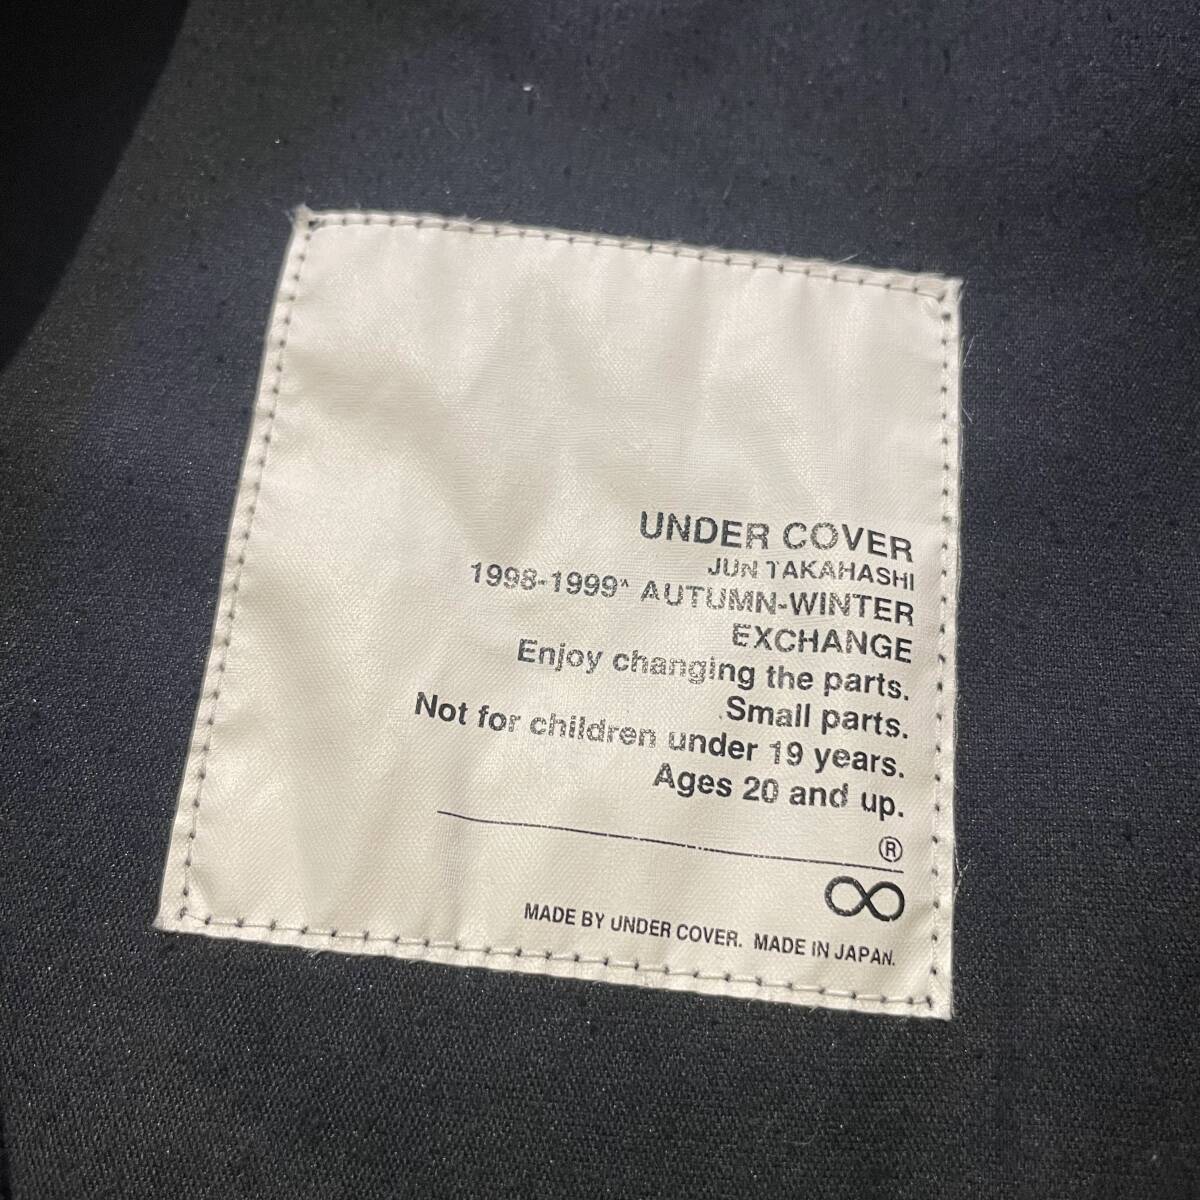 UNDER COVER
JUN TAKAHASHI
1998-1999^ AUTUMN-WINTER
EXCHANGE
Enjoy changing the parts.
Small parts.
Not for children under 19 years.
Ages 20 and up.
®
MADE BY UNDER COVER. MADE IN JAPAN.